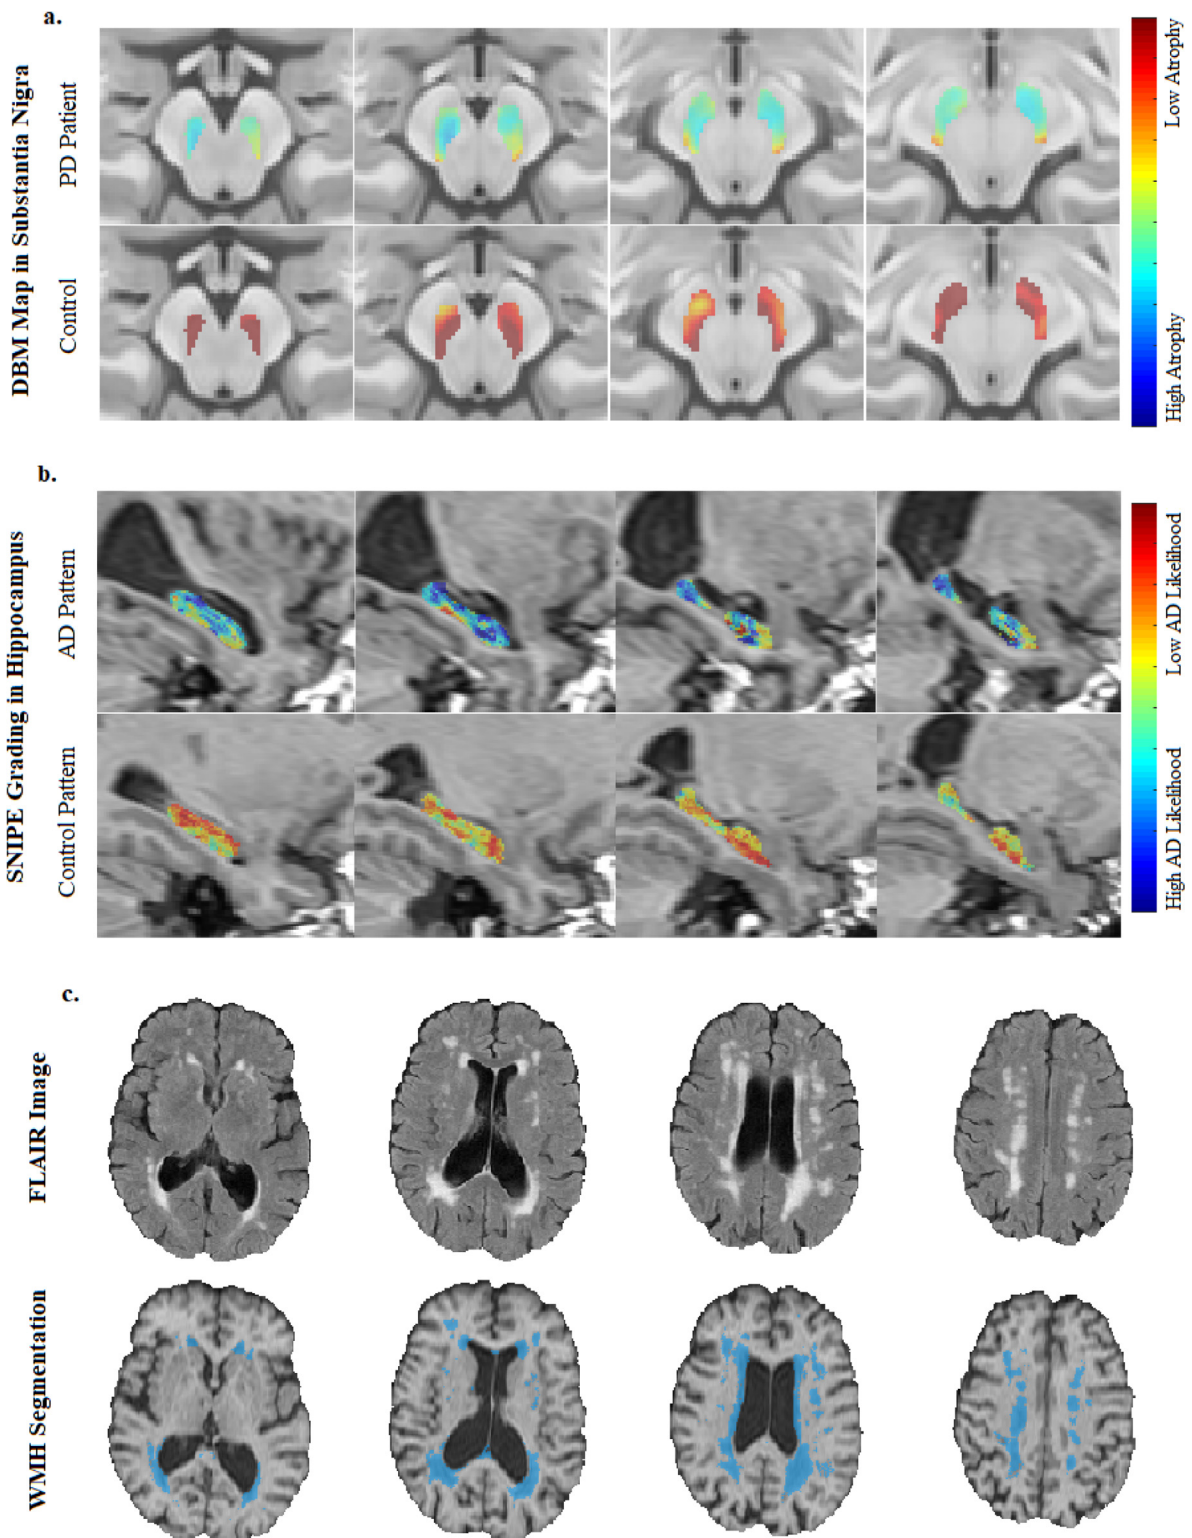 a.
DBM Map in Substantia Nigra
PD Patient
Control
Low Atrophy
High Atrophy
b.
SNIPE Grading in Hippocampus
AD Pattern
Control Pattern
Low AD Likelihood
High AD Likelihood
c.
FLAIR Image
WMH Segmentation